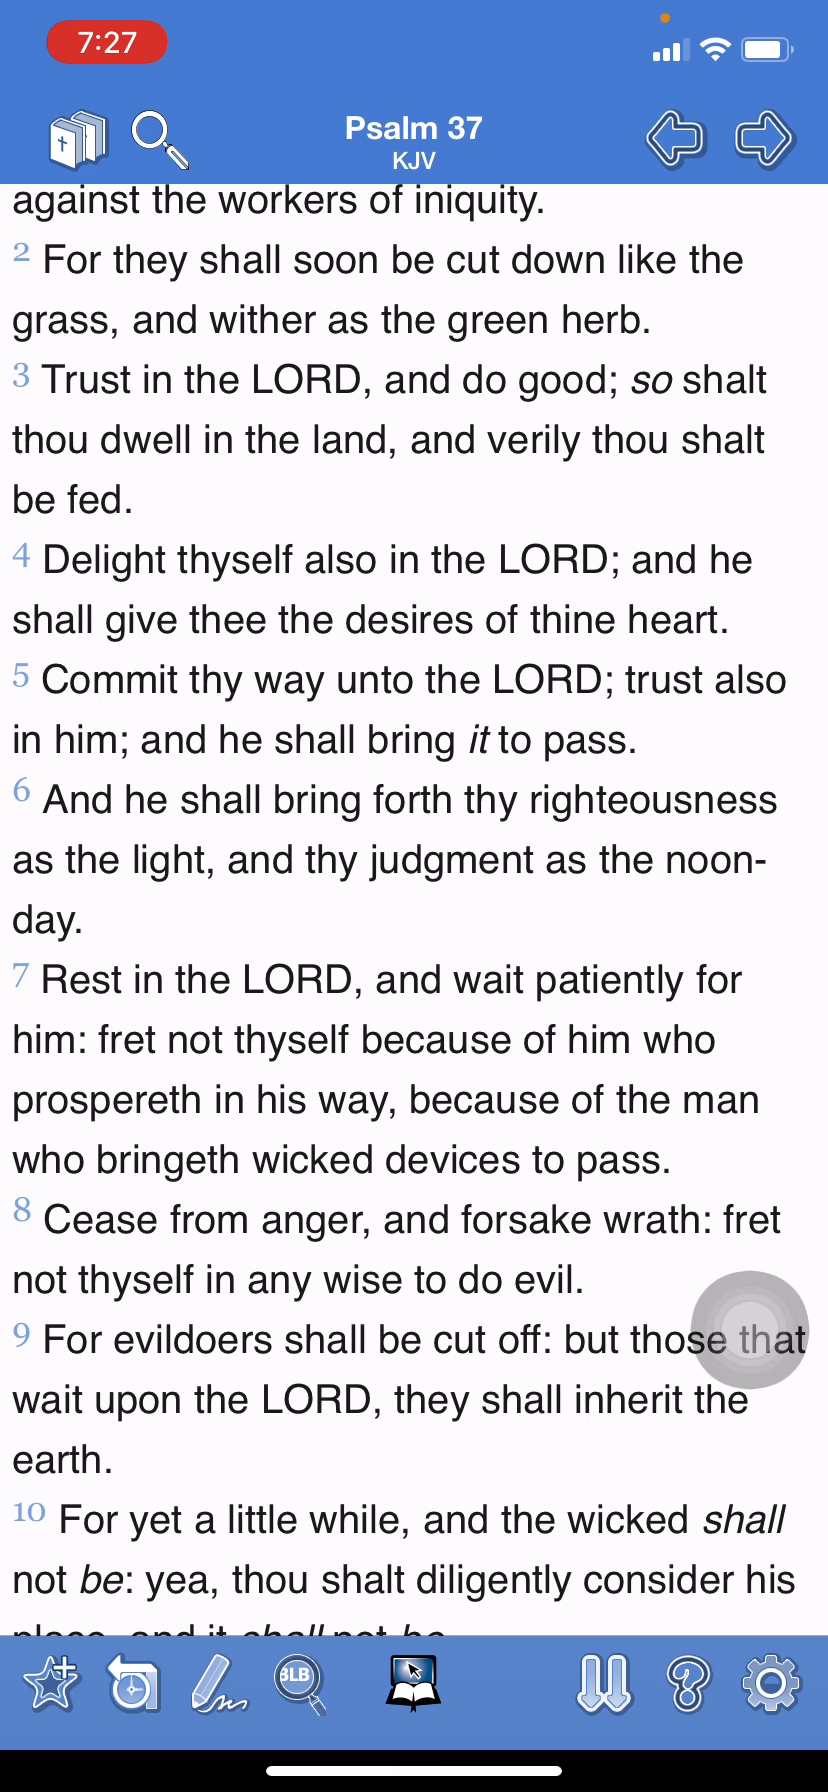 7:27
Psalm 37
KJV
against the workers of iniquity.
2 For they shall soon be cut down like the
grass, and wither as the green herb.
3 Trust in the LORD, and do good; so shalt
thou dwell in the land, and verily thou shalt
be fed.
4 Delight thyself also in the LORD; and he
shall give thee the desires of thine heart.
5 Commit thy way unto the LORD; trust also
in him; and he shall bring it to pass.
6 And he shall bring forth thy righteousness
as the light, and thy judgment as the noon-
day.
7 Rest in the LORD, and wait patiently for
him: fret not thyself because of him who
prospereth in his way, because of the man
who bringeth wicked devices to pass.
8 Cease from anger, and forsake wrath: fret
not thyself in any wise to do evil.
9 For evildoers shall be cut off: but those that
wait upon the LORD, they shall inherit the
earth.
10 For yet a little while, and the wicked shall
not be: yea, thou shalt diligently consider his
place, and it shall not be.
BLB